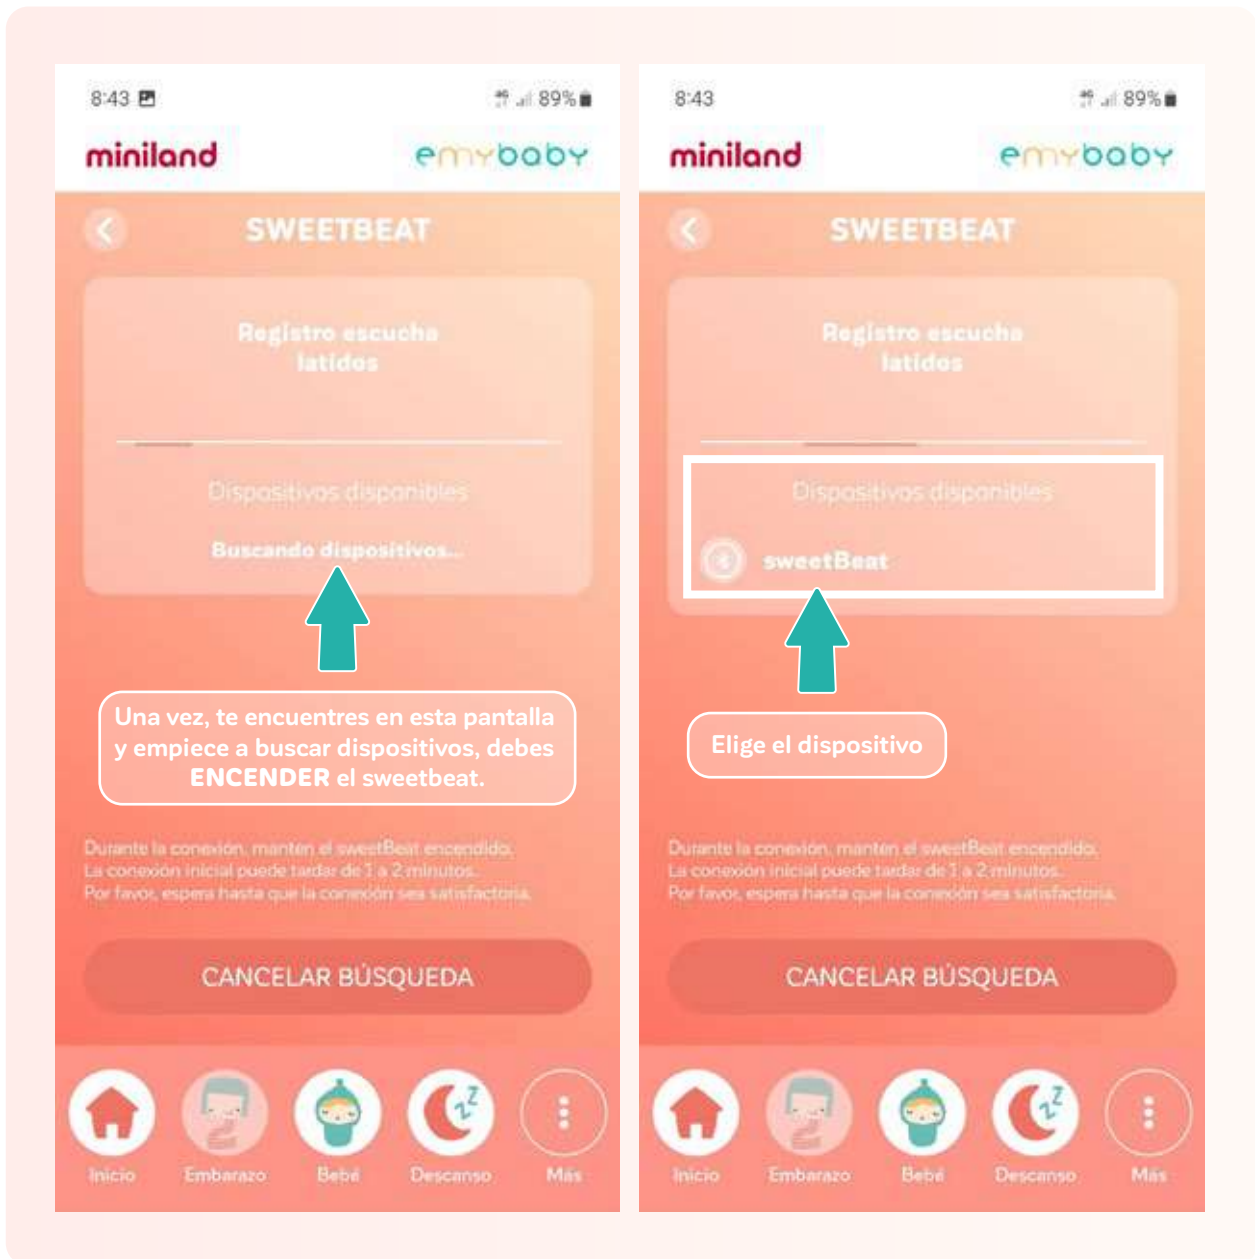 8:43
89%
miniland
emybaby
SWEETBEAT
Registro escucha
latidos
Dispositivos disponibles
Buscando dispositivos...
Una vez, te encuentres en esta pantalla
y empiece a buscar dispositivos, debes
ENCENDER el sweetbeat.
Durante la conexión, manten el sweetBeat encendido.
La conexión inicial puede tardar de 1 a 2 minutos.
Por favor, espera hasta que la conexión sea satisfactoria.
CANCELAR BÚSQUEDA
Inicio
Embarazo
Bebé
Descanso
Más
8:43
89%
miniland
emybaby
SWEETBEAT
Registro escucha
latidos
Dispositivos disponibles
sweetBeat
Elige el dispositivo
Durante la conexión, manten el sweetBeat encendido.
La conexión inicial puede tardar de 1 a 2 minutos.
Por favor, espera hasta que la conexión sea satisfactoria.
CANCELAR BÚSQUEDA
Inicio
Embarazo
Bebé
Descanso
Más